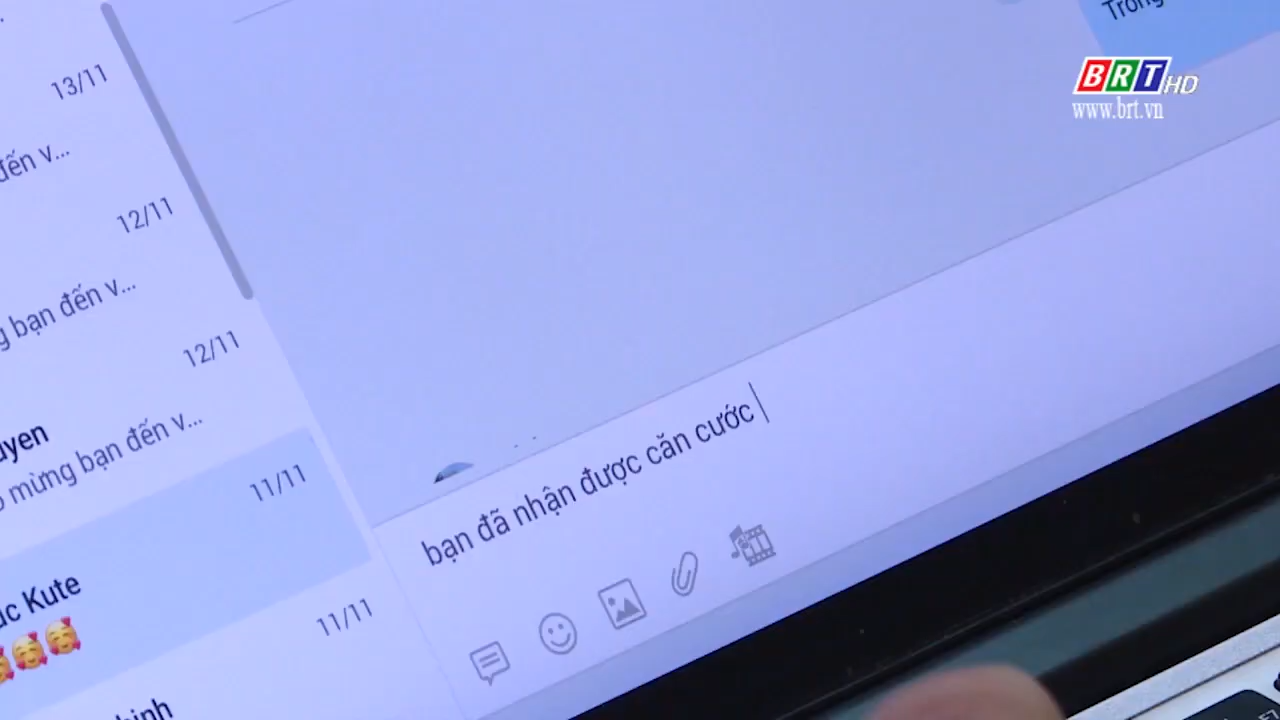 13/11
đến v...
12/11
bạn đến v...
12/11
mừng bạn đến v...
11/11
Kute
11/11
bạn đã nhận được căn cước
BRT HD
www.brt.vn